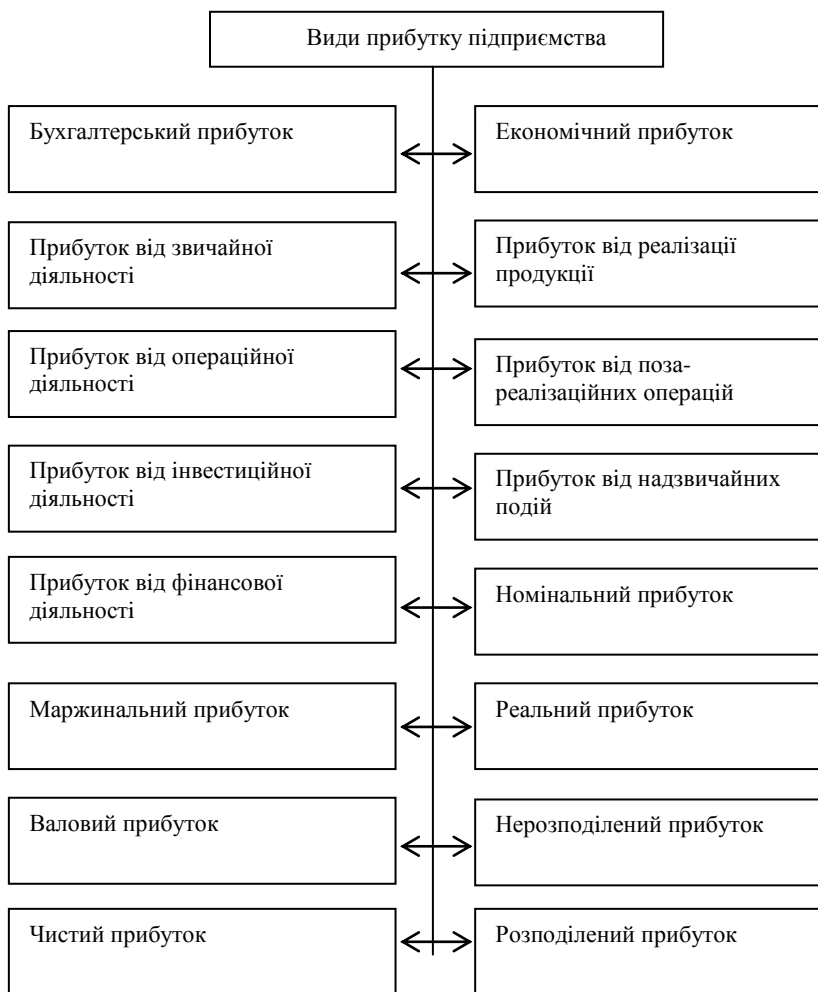 Види прибутку підприємства
Бухгалтерський прибуток
Економічний прибуток
Прибуток від звичайної
діяльності
Прибуток від реалізації
продукції
Прибуток від операційної
діяльності
Прибуток від поза-
реалізаційних операцій
Прибуток від інвестиційної
діяльності
Прибуток від надзвичайних
подій
Прибуток від фінансової
діяльності
Номінальний прибуток
Маржинальний прибуток
Реальний прибуток
Валовий прибуток
Нерозподілений прибуток
Чистий прибуток
Розподілений прибуток